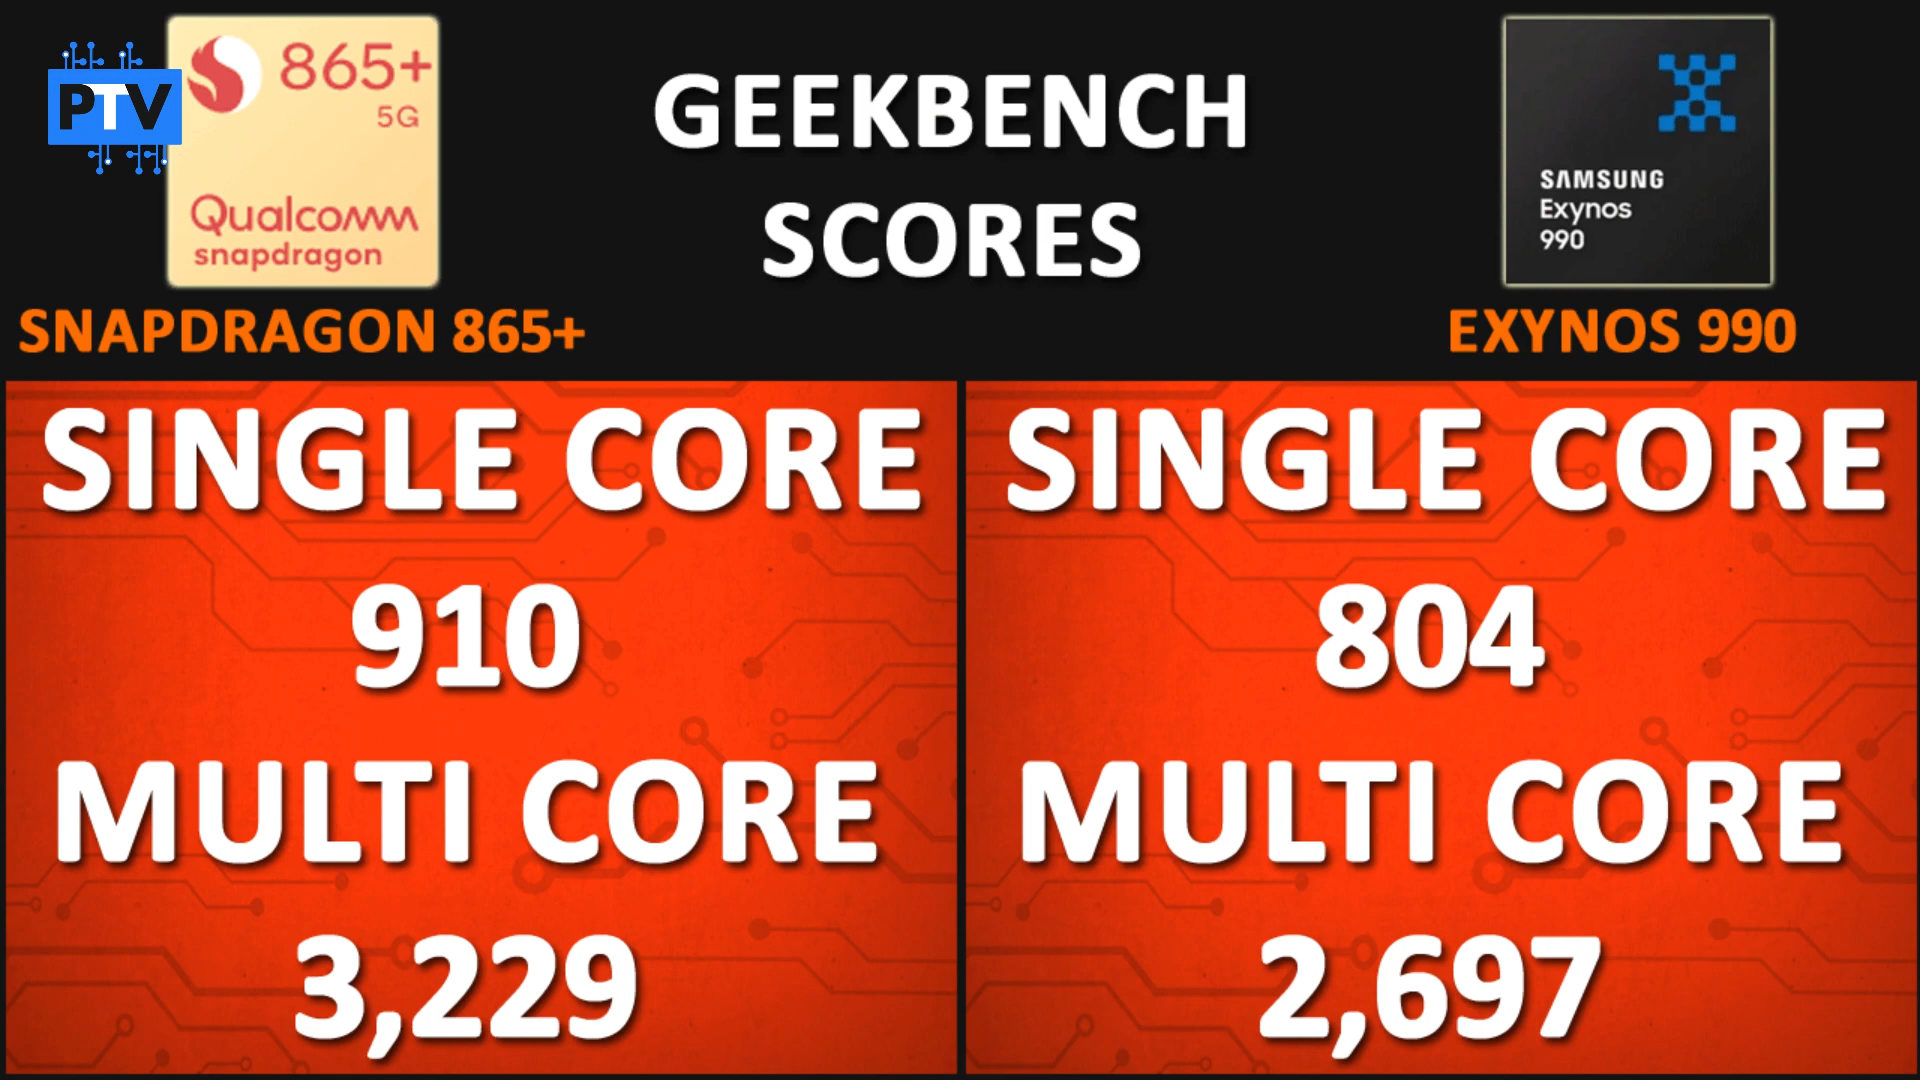 PTV
865+
5G
Qualcomm
snapdragon
GEEKBENCH
SCORES
SAMSUNG
Exynos
990
SNAPDRAGON 865+
EXYNOS 990
SINGLE CORE
910
MULTI CORE
3,229
SINGLE CORE
804
MULTI CORE
2,697